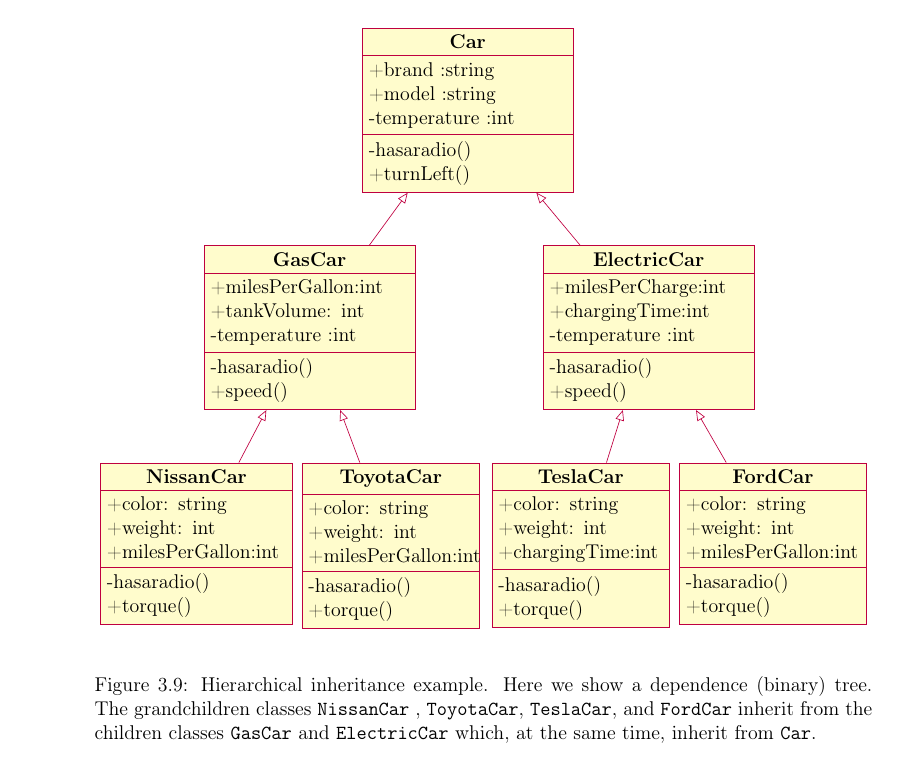 Car
+brand :string
+model :string
-temperature :int
-hasaradio()
+turnLeft()
GasCar
+milesPerGallon:int
+tankVolume: int
-temperature :int
-hasaradio()
+speed()
ElectricCar
+milesPerCharge:int
+chargingTime:int
-temperature :int
-hasaradio()
+speed()
NissanCar
+color: string
+weight: int
+milesPerGallon:int
-hasaradio()
+torque()
ToyotaCar
+color: string
+weight: int
+milesPerGallon:int
-hasaradio()
+torque()
TeslaCar
+color: string
+weight: int
+chargingTime:int
-hasaradio()
+torque()
FordCar
+color: string
+weight: int
+milesPerGallon:int
-hasaradio()
+torque()
Figure 3.9: Hierarchical inheritance example. Here we show a dependence (binary) tree.
The grandchildren classes NissanCar , ToyotaCar, TeslaCar, and FordCar inherit from the
children classes GasCar and ElectricCar which, at the same time, inherit from Car.